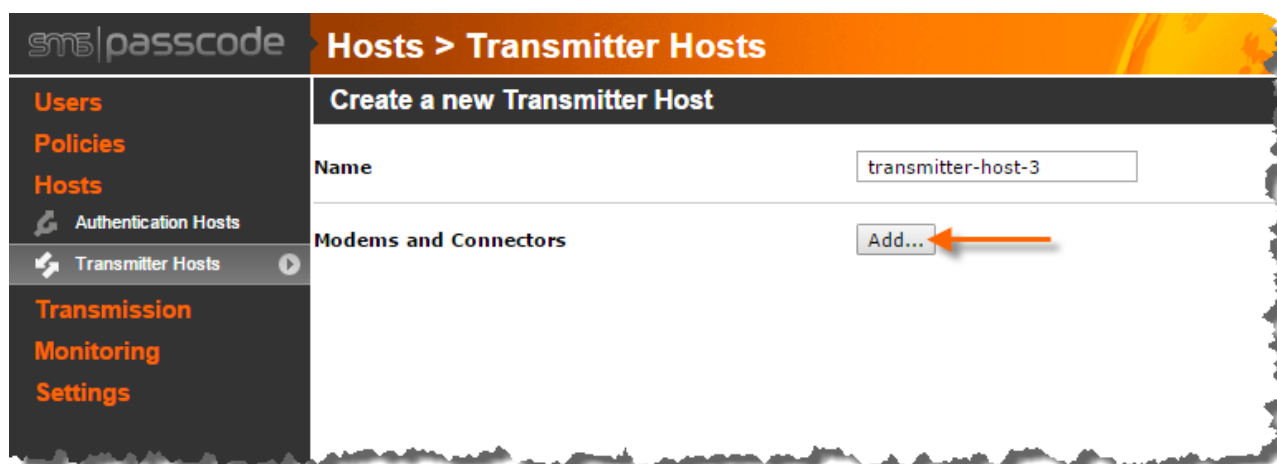 sms|passcode
Hosts > Transmitter Hosts
Users
Policies
Hosts
Authentication Hosts
Transmitter Hosts
Transmission
Monitoring
Settings
Create a new Transmitter Host
Name
transmitter-host-3
Modems and Connectors
Add...